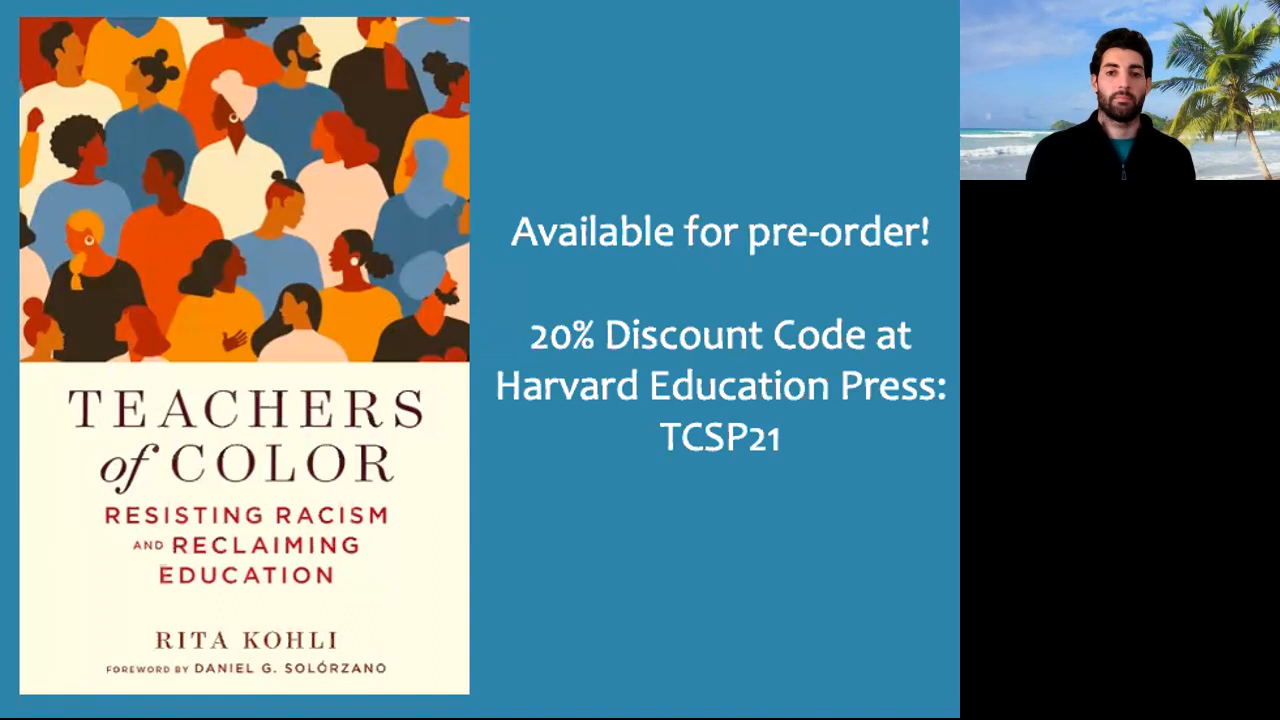 TEACHERS
of COLOR
RESISTING RACISM
AND RECLAIMING
EDUCATION
RITA KOHLI
FOREWORD BY DANIEL G. SOLÓRZANO
Available for pre-order!
20% Discount Code at
Harvard Education Press:
TCSP21